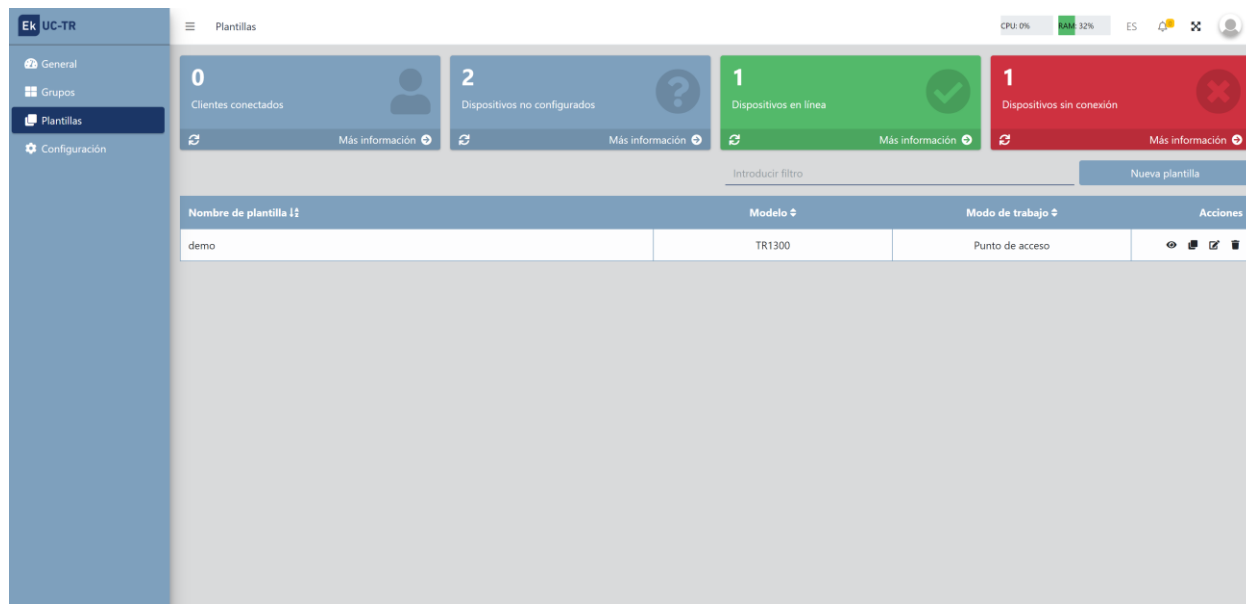 Ek UC-TR
Plantillas
CPU: 0%
RAM: 32%
ES
General
Grupos
Plantillas
Configuración
0
Clientes conectados
Más información
2
Dispositivos no configurados
Más información
1
Dispositivos en línea
Más información
1
Dispositivos sin conexión
Más información
Introducir filtro
Nueva plantilla
Nombre de plantilla
Modelo
Modo de trabajo
Acciones
demo
TR1300
Punto de acceso